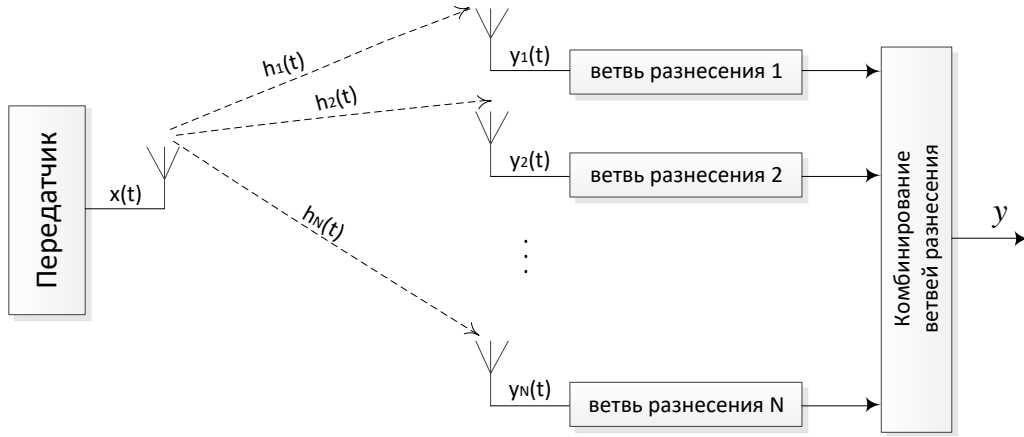 Передатчик
x(t)
h1(t)
h2(t)
hN(t)
y1(t)
ветвь разнесения 1
y2(t)
ветвь разнесения 2
⋮
yN(t)
ветвь разнесения N
Комбинирование
ветвей разнесения
y